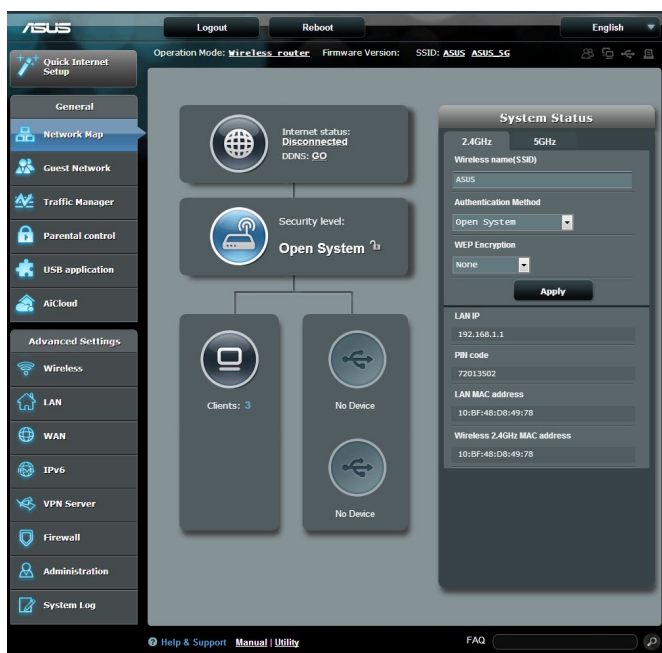 ASUS
Logout
Reboot
English
Quick Internet
Setup
Operation Mode: Wireless router Firmware Version: SSID: ASUS ASUS_5G
General
Network Map
Guest Network
Traffic Manager
Parental control
USB application
AiCloud
Advanced Settings
Wireless
LAN
WAN
IPv6
VPN Server
Firewall
Administration
System Log
Internet status:
Disconnected
DDNS: GO
Security level:
Open System
Clients: 3
No Device
No Device
System Status
2.4GHz
5GHz
Wireless name(SSID)
ASUS
Authentication Method
Open System
WEP Encryption
None
Apply
LAN IP
192.168.1.1
PIN code
72013502
LAN MAC address
10:BF:48:D8:49:78
Wireless 2.4GHz MAC address
10:BF:48:D8:49:78
Help & Support Manual | Utility
FAQ